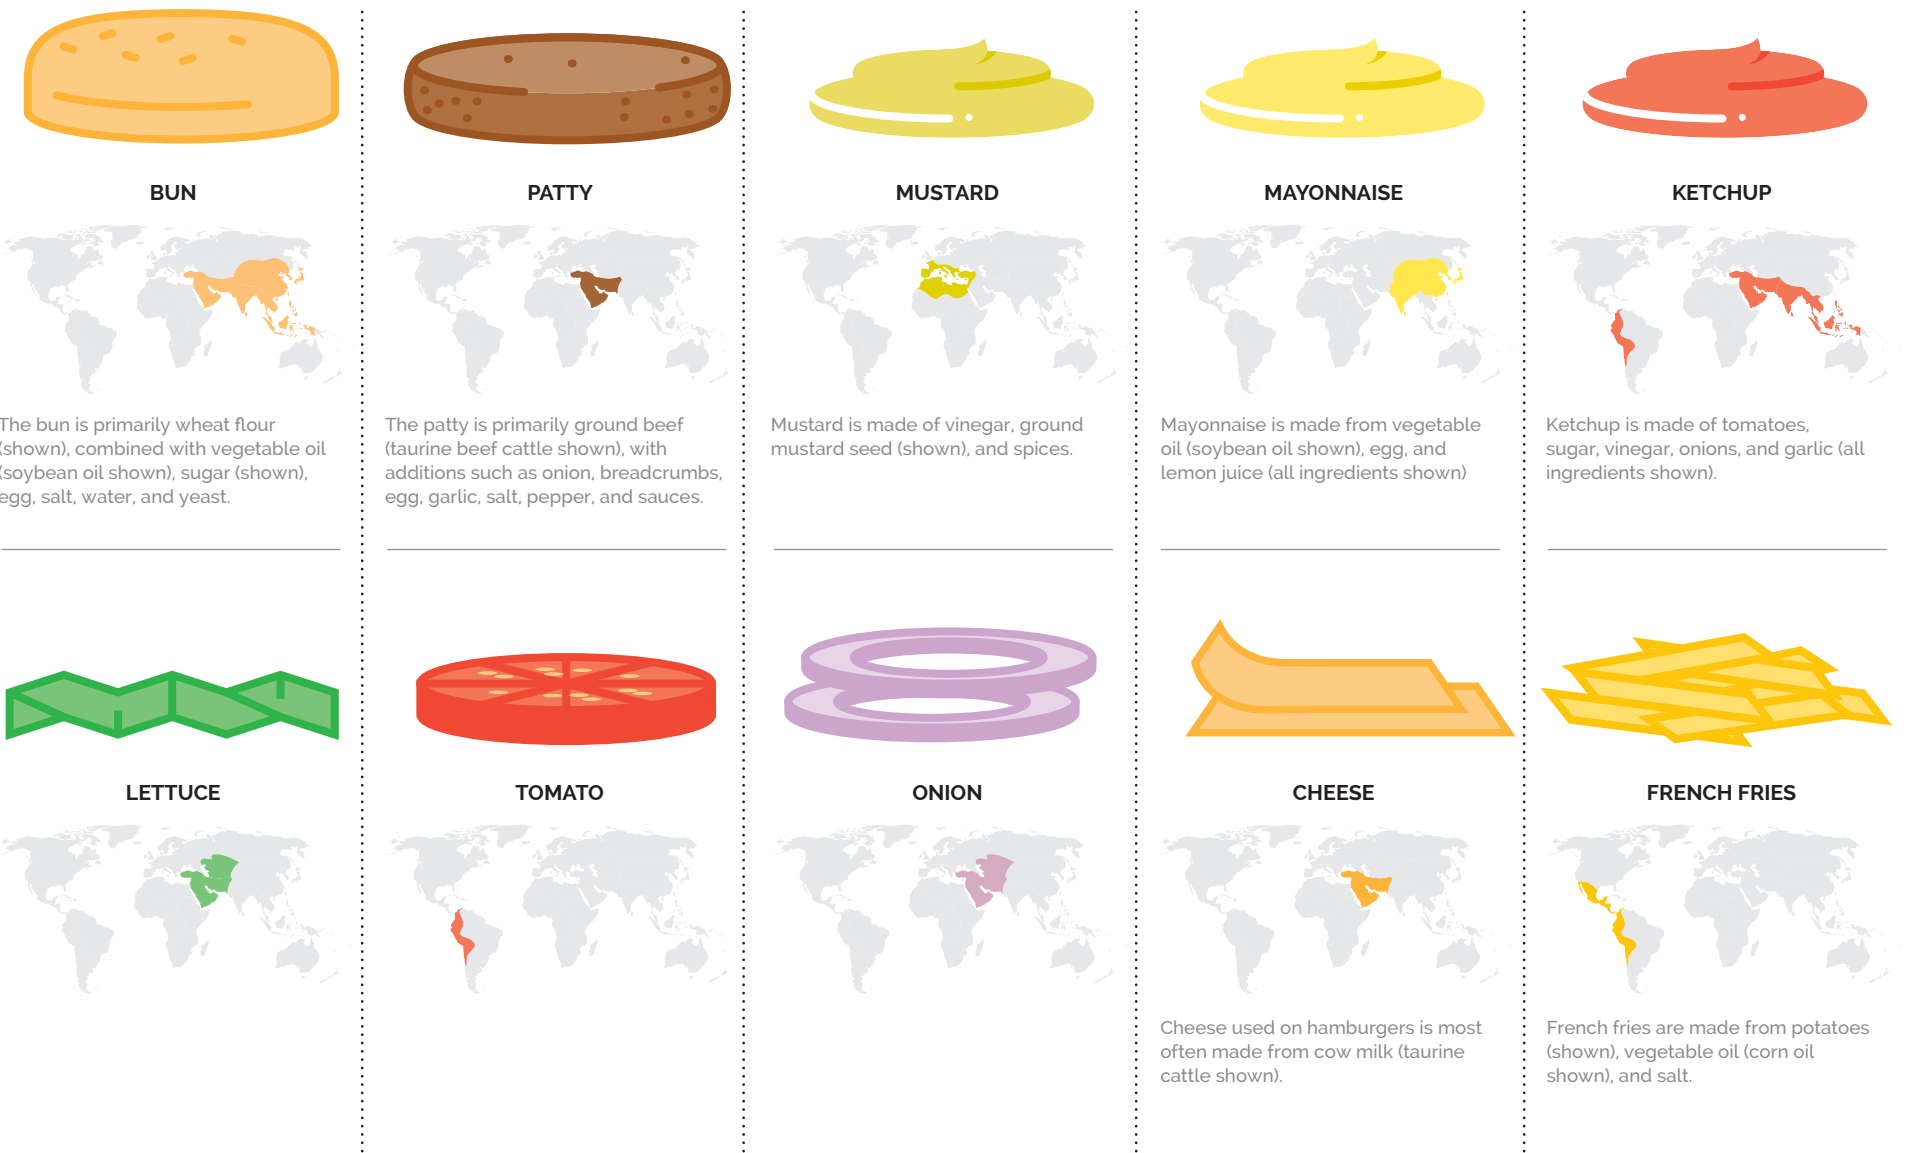 BUN
The bun is primarily wheat flour
(shown), combined with vegetable oil
(soybean oil shown), sugar (shown),
egg, salt, water, and yeast.
PATTY
The patty is primarily ground beef
(taurine beef cattle shown), with
additions such as onion, breadcrumbs,
egg, garlic, salt, pepper, and sauces.
MUSTARD
Mustard is made of vinegar, ground
mustard seed (shown), and spices.
MAYONNAISE
Mayonnaise is made from vegetable
oil (soybean oil shown), egg, and
lemon juice (all ingredients shown)
KETCHUP
Ketchup is made of tomatoes,
sugar, vinegar, onions, and garlic (all
ingredients shown).
LETTUCE
TOMATO
ONION
CHEESE
Cheese used on hamburgers is most
often made from cow milk (taurine
cattle shown).
FRENCH FRIES
French fries are made from potatoes
(shown), vegetable oil (corn oil
shown), and salt.